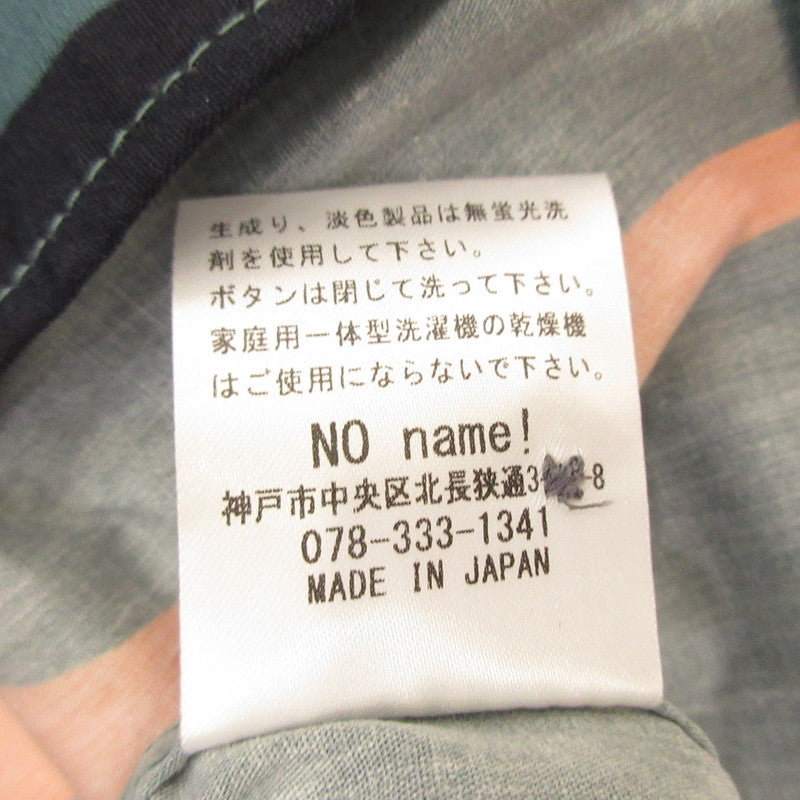 生成り、淡色製品は無蛍光洗
剤を使用して下さい。
ボタンは閉じて洗って下さい。
家庭用一体型洗濯機の乾燥機
はご使用にならないで下さい。
NO name!
神戸市中央区北長狭通3
-8
078-333-1341
MADE IN JAPAN